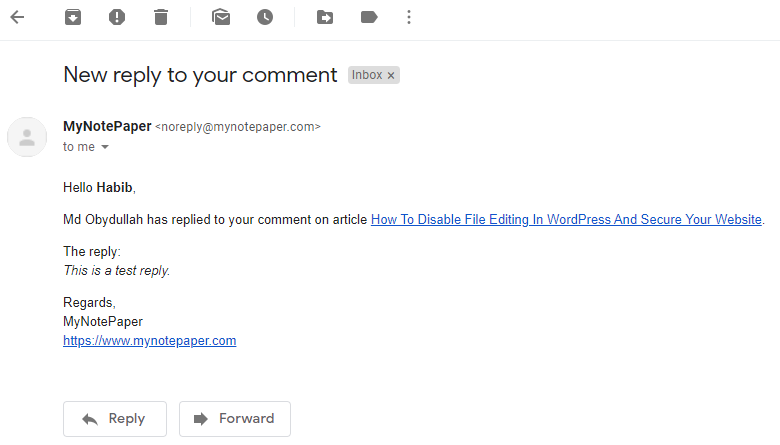 New reply to your comment Inbox ×
MyNotePaper <noreply@mynotepaper.com>
to me
Hello Habib,
Md Obydullah has replied to your comment on article How To Disable File Editing In WordPress And Secure Your Website.
The reply:
This is a test reply.
Regards,
MyNotePaper
https://www.mynotepaper.com
Reply Forward